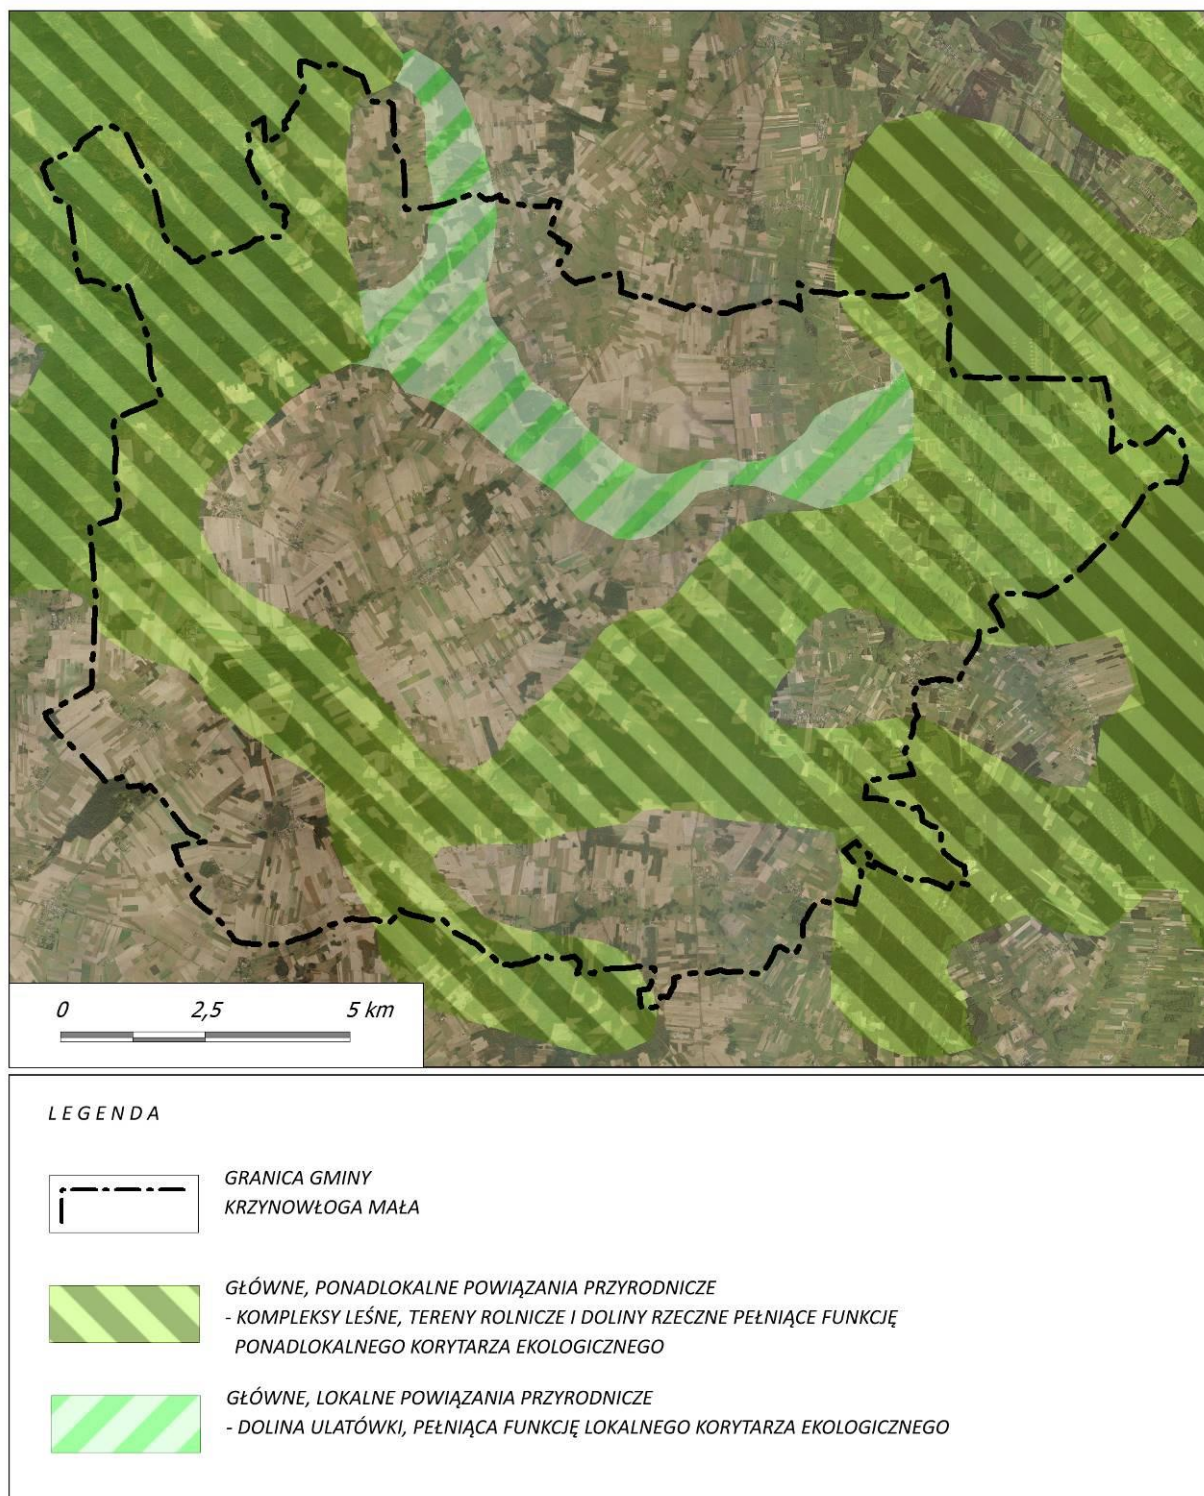 0 2,5 5 km
LEGENDA
GRANICA GMINY
KRZYNOWŁOGA MAŁA
GŁÓWNE, PONADLOKALNE POWIĄZANIA PRZYRODNICZE
- KOMPLEKSY LEŚNE, TERENY ROLNICZE I DOLINY RZECZNE PEŁNIĄCE FUNKCJĘ
PONADLOKALNEGO KORYTARZA EKOLOGICZNEGO
GŁÓWNE, LOKALNE POWIĄZANIA PRZYRODNICZE
- DOLINA ULATÓWKI, PEŁNIĄCA FUNKCJĘ LOKALNEGO KORYTARZA EKOLOGICZNEGO